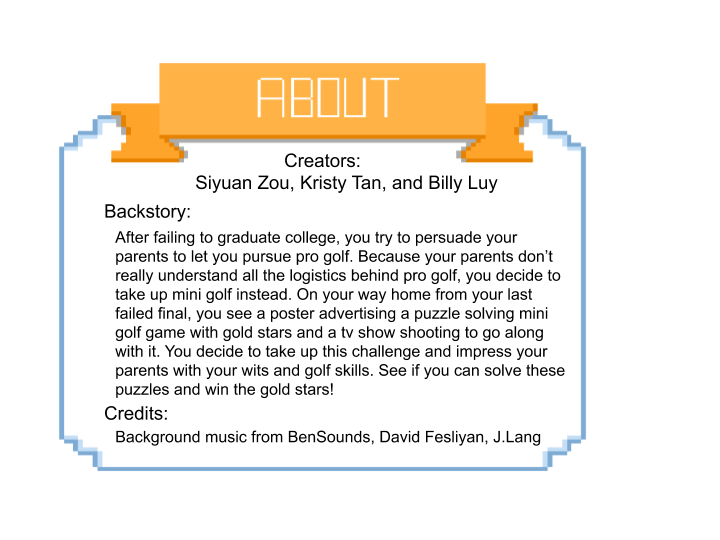 ABOUT
Creators:
Siyuan Zou, Kristy Tan, and Billy Luy
Backstory:
After failing to graduate college, you try to persuade your
parents to let you pursue pro golf. Because your parents don’t
really understand all the logistics behind pro golf, you decide to
take up mini golf instead. On your way home from your last
failed final, you see a poster advertising a puzzle solving mini
golf game with gold stars and a tv show shooting to go along
with it. You decide to take up this challenge and impress your
parents with your wits and golf skills. See if you can solve these
puzzles and win the gold stars!
Credits:
Background music from BenSounds, David Fesliyan, J.Lang